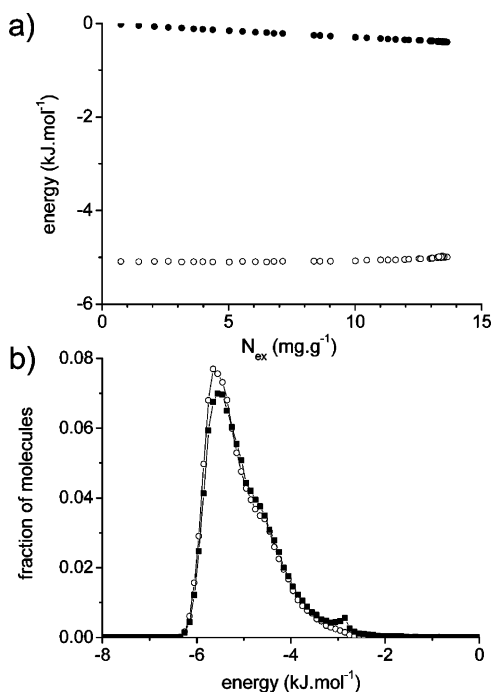 a)
0
-2
-4
-6
energy (kJ.mol⁻¹)
0 5 10 15
N_ex (mg.g⁻¹)
b)
0.08
0.06
0.04
0.02
0.00
fraction of molecules
-8 -6 -4 -2 0
energy (kJ.mol⁻¹)